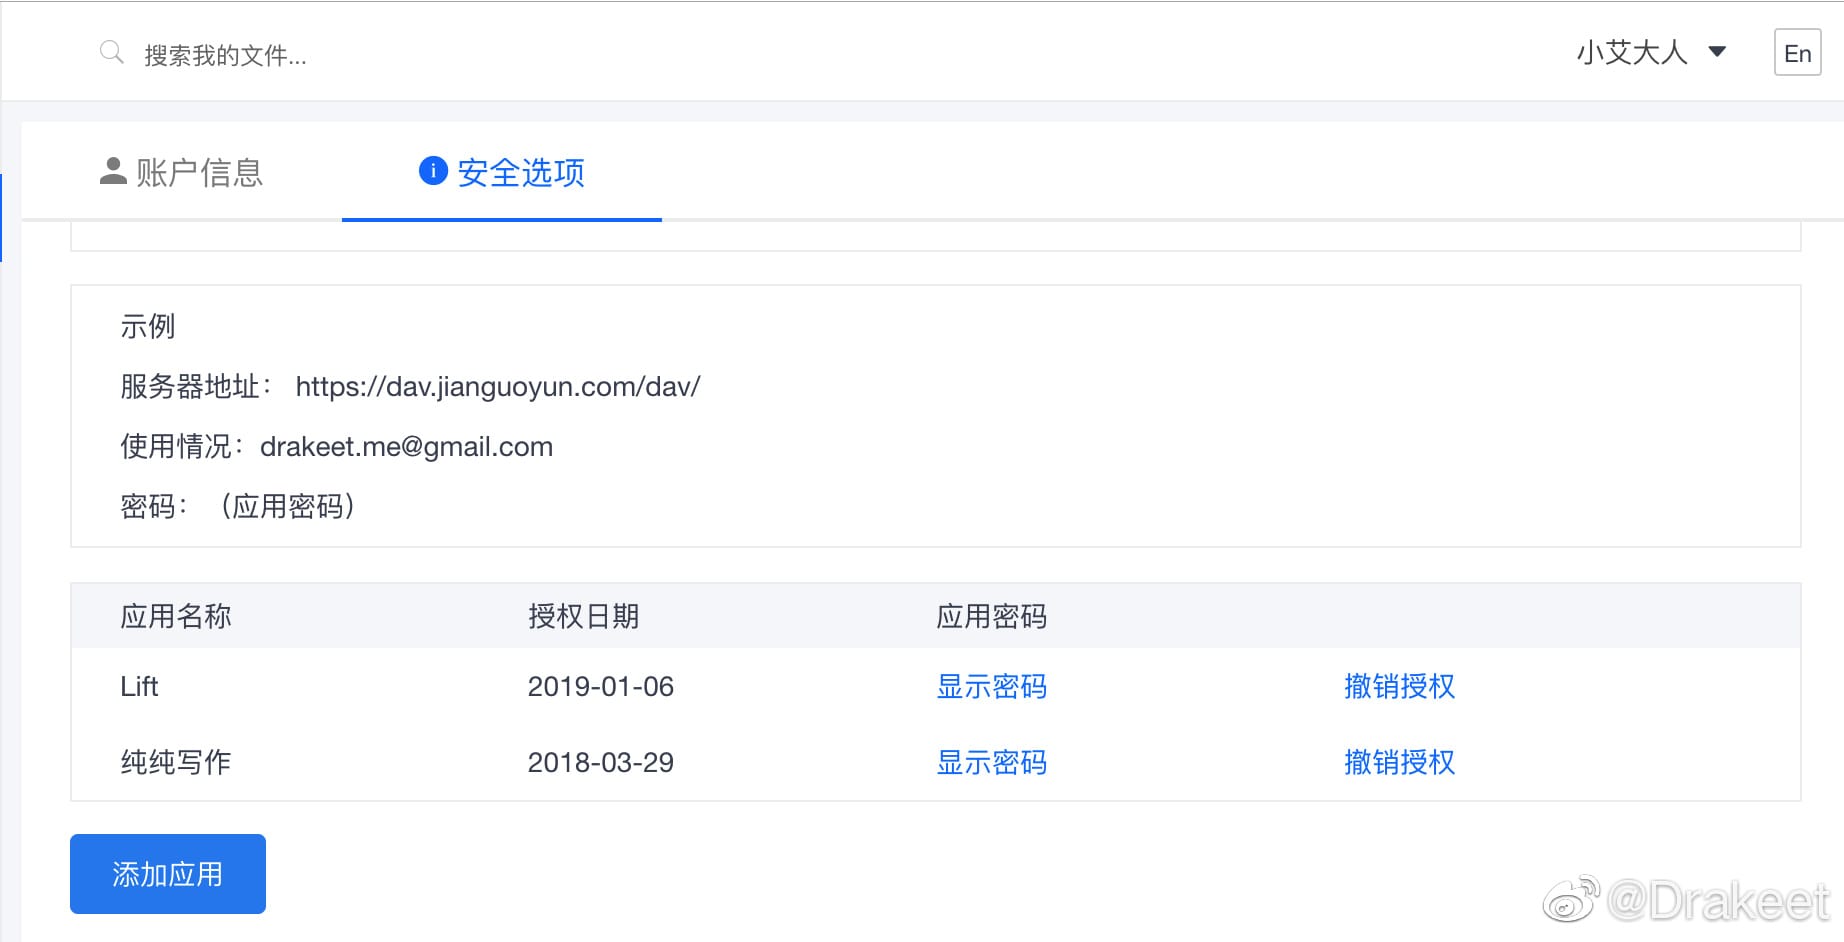 搜索我的文件...
小艾大人
En
账户信息
安全选项
示例
服务器地址： https://dav.jianguoyun.com/dav/
使用情况：drakeet.me@gmail.com
密码： （应用密码）
应用名称 授权日期 应用密码
Lift 2019-01-06 显示密码 撤销授权
纯纯写作 2018-03-29 显示密码 撤销授权
添加应用
@Drakeet